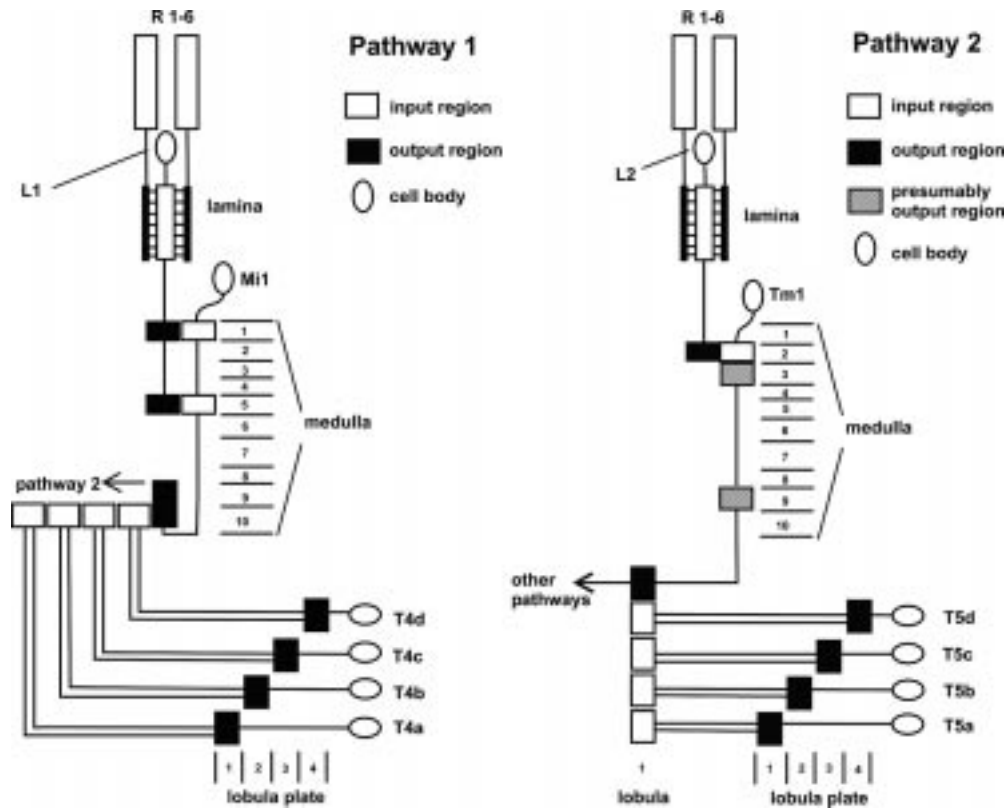 R 1-6
Pathway 1
input region
output region
cell body
L1
lamina
Mi1
1
2
3
4
5
6
7
8
9
10
medulla
pathway 2
T4d
T4c
T4b
T4a
1 2 3 4
lobula plate
R 1-6
Pathway 2
input region
output region
presumably
output region
cell body
L2
lamina
Tm1
1
2
3
4
5
6
7
8
9
10
medulla
other
pathways
T5d
T5c
T5b
T5a
1
lobula
1 2 3 4
lobula plate